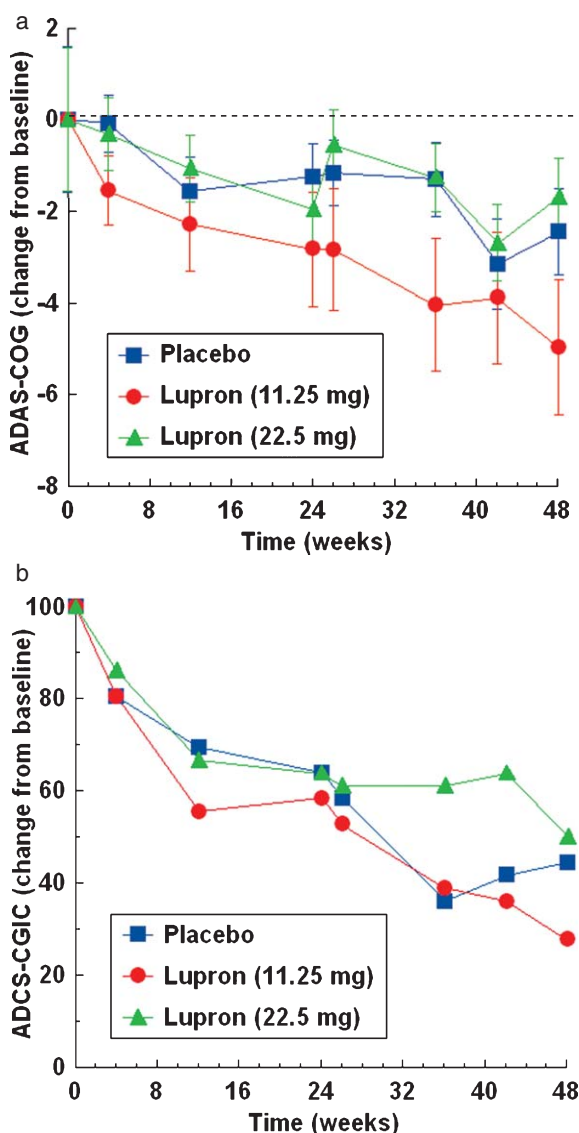 a
2
0
-2
-4
-6
-8
ADAS-COG (change from baseline)
Placebo
Lupron (11.25 mg)
Lupron (22.5 mg)
0 8 16 24 32 40 48
Time (weeks)
b
100
80
60
40
20
0
ADCS-CGIC (change from baseline)
Placebo
Lupron (11.25 mg)
Lupron (22.5 mg)
0 8 16 24 32 40 48
Time (weeks)